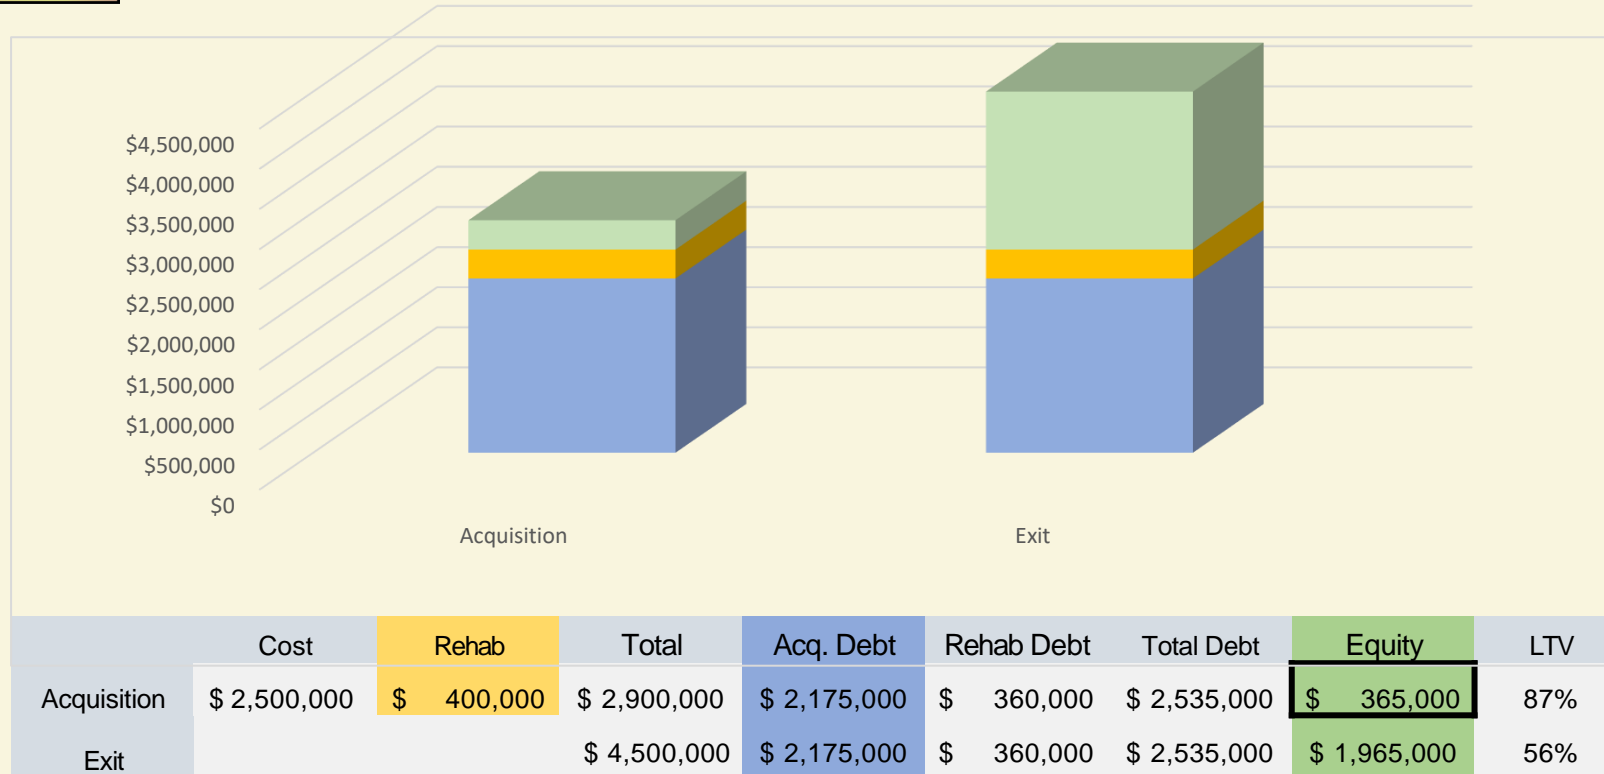 $4,500,000
$4,000,000
$3,500,000
$3,000,000
$2,500,000
$2,000,000
$1,500,000
$1,000,000
$500,000
$0
Acquisition Exit
Cost Rehab Total Acq. Debt Rehab Debt Total Debt Equity LTV
Acquisition $ 2,500,000 $ 400,000 $ 2,900,000 $ 2,175,000 $ 360,000 $ 2,535,000 $ 365,000 87%
Exit $ 4,500,000 $ 2,175,000 $ 360,000 $ 2,535,000 $ 1,965,000 56%